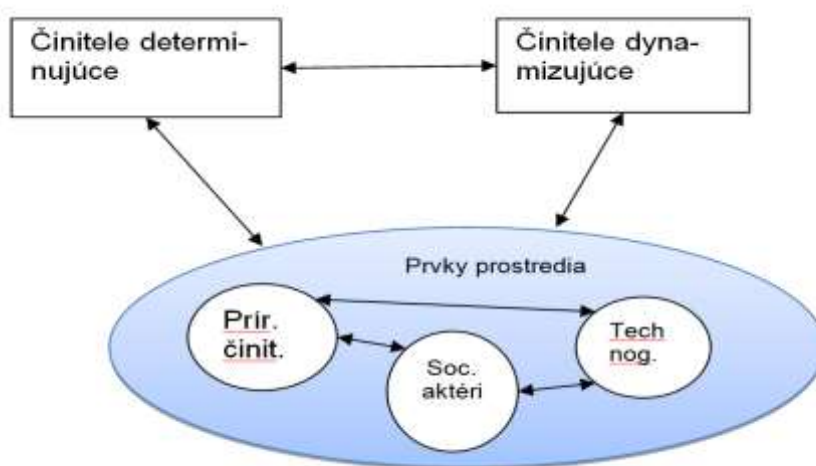 Činitele determi-
nujúce
Činitele dyna-
mizujúce
Prvky prostredia
Prír.
činit.
Soc.
aktéri
Tech
nog.